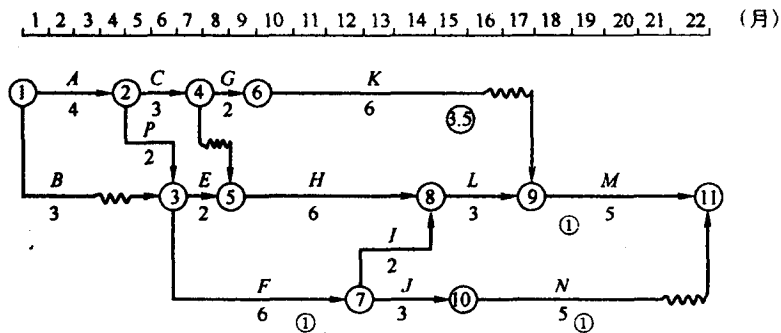 1 2 3 4 5 6 7 8 9 10 11 12 13 14 15 16 17 18 19 20 21 22 (月)
A C G K
1 2 4 6
4 3 2 6
3.5
P
2
B E H L M
3 5 8 9 11
3 2 6 3 5
1
I
2
F J N
7 10
6 1 3 5 1